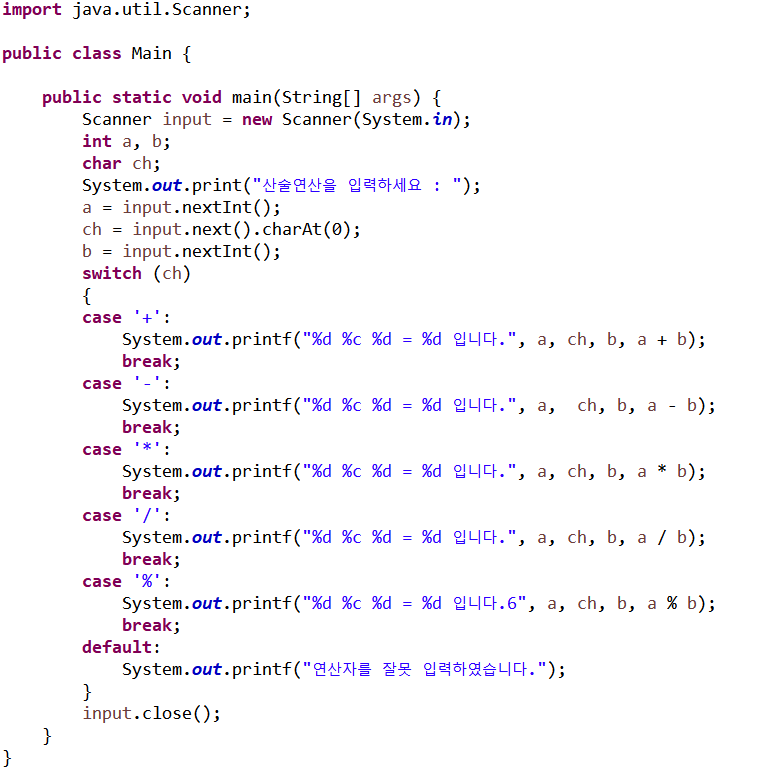 import java.util.Scanner;
public class Main {
public static void main(String[] args) {
Scanner input = new Scanner(System.in);
int a, b;
char ch;
System.out.print("산술연산을 입력하세요 : ");
a = input.nextInt();
ch = input.next().charAt(0);
b = input.nextInt();
switch (ch)
{
case '+':
System.out.printf("%d %c %d = %d 입니다.", a, ch, b, a + b);
break;
case '-':
System.out.printf("%d %c %d = %d 입니다.", a,  ch, b, a - b);
break;
case '*':
System.out.printf("%d %c %d = %d 입니다.", a, ch, b, a * b);
break;
case '/':
System.out.printf("%d %c %d = %d 입니다.", a, ch, b, a / b);
break;
case '%':
System.out.printf("%d %c %d = %d 입니다.6", a, ch, b, a % b);
break;
default:
System.out.printf("연산자를 잘못 입력하였습니다.");
}
input.close();
}
}